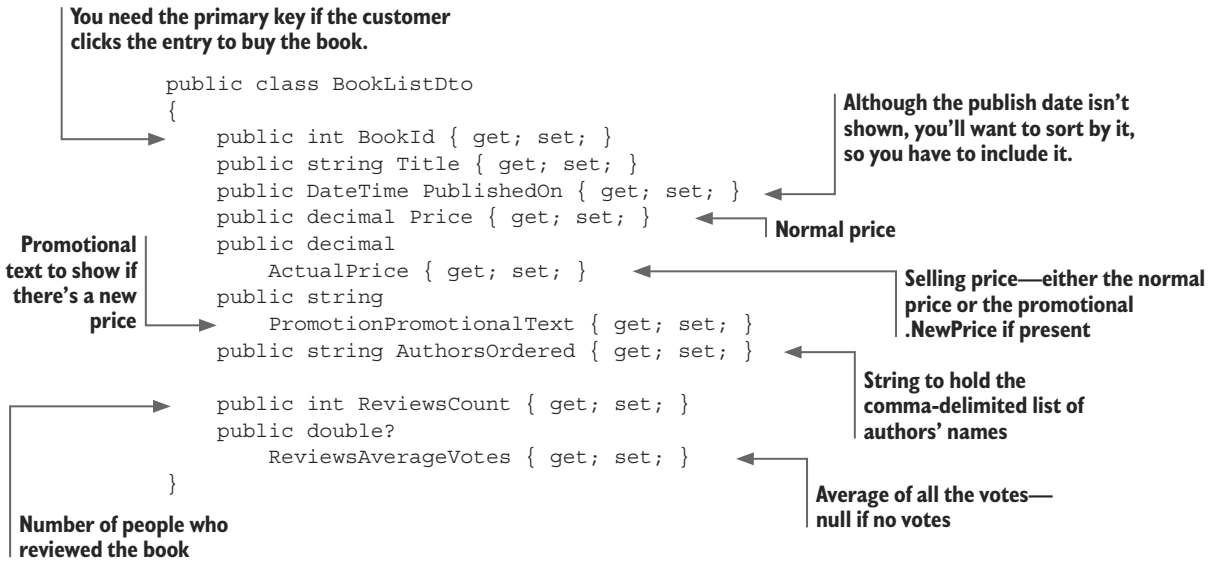 You need the primary key if the customer
clicks the entry to buy the book.
public class BookListDto
{
public int BookId { get; set; }
public string Title { get; set; }
public DateTime PublishedOn { get; set; }
public decimal Price { get; set; }
public decimal
ActualPrice { get; set; }
public string
PromotionPromotionalText { get; set; }
public string AuthorsOrdered { get; set; }
public int ReviewsCount { get; set; }
public double?
ReviewsAverageVotes { get; set; }
}
Although the publish date isn’t
shown, you’ll want to sort by it,
so you have to include it.
Normal price
Promotional
text to show if
there’s a new
price
Selling price—either the normal
price or the promotional
.NewPrice if present
String to hold the
comma-delimited list of
authors’ names
Average of all the votes—
null if no votes
Number of people who
reviewed the book